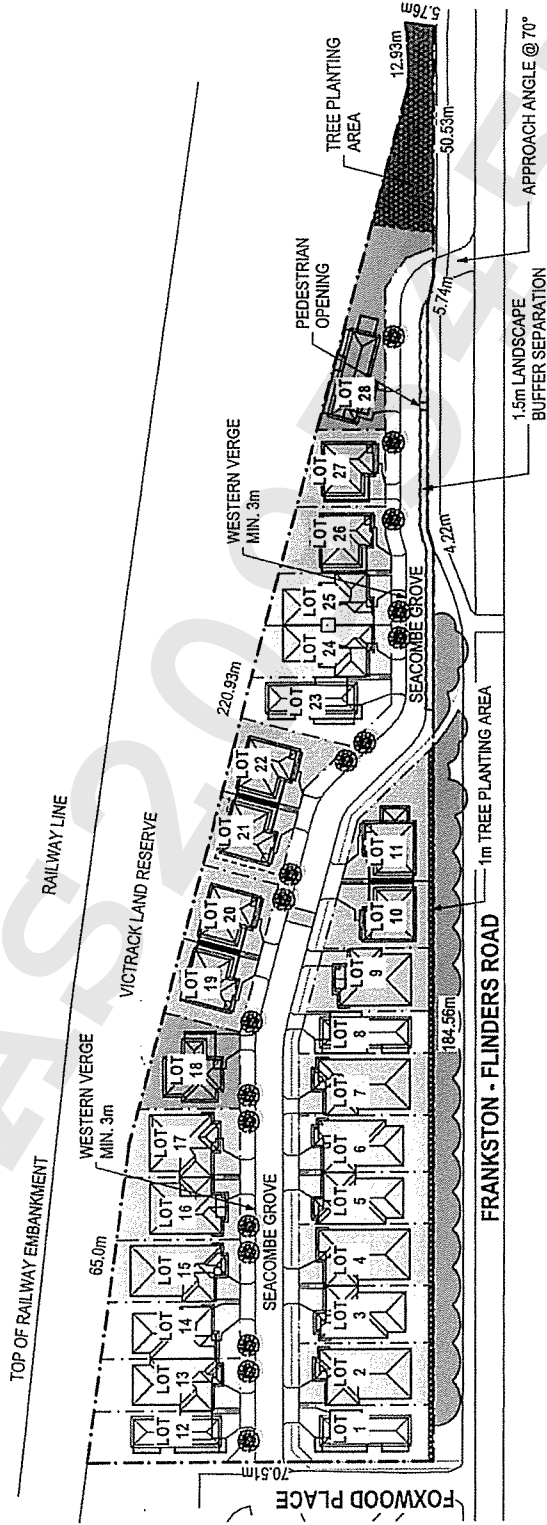 TOP OF RAILWAY EMBANKMENT
RAILWAY LINE
VICTRACK LAND RESERVE
65.0m
220.93m
WESTERN VERGE
MIN. 3m
WESTERN VERGE
MIN. 3m
PEDESTRIAN
OPENING
TREE PLANTING
AREA
12.93m
5.76m
LOT
12
LOT
13
LOT
14
LOT
15
LOT
16
LOT
17
LOT
18
LOT
19
LOT
20
LOT
21
LOT
22
LOT
23
LOT
24
LOT
25
LOT
26
LOT
27
LOT
28
SEACOMBE GROVE
SEACOMBE GROVE
70.51m
FOXWOOD PLACE
LOT
1
LOT
2
LOT
3
LOT
4
LOT
5
LOT
6
LOT
7
LOT
8
LOT
9
LOT
10
LOT
11
184.56m
4.22m
5.74m
50.53m
1m TREE PLANTING AREA
1.5m LANDSCAPE
BUFFER SEPARATION
APPROACH ANGLE @ 70°
FRANKSTON - FLINDERS ROAD